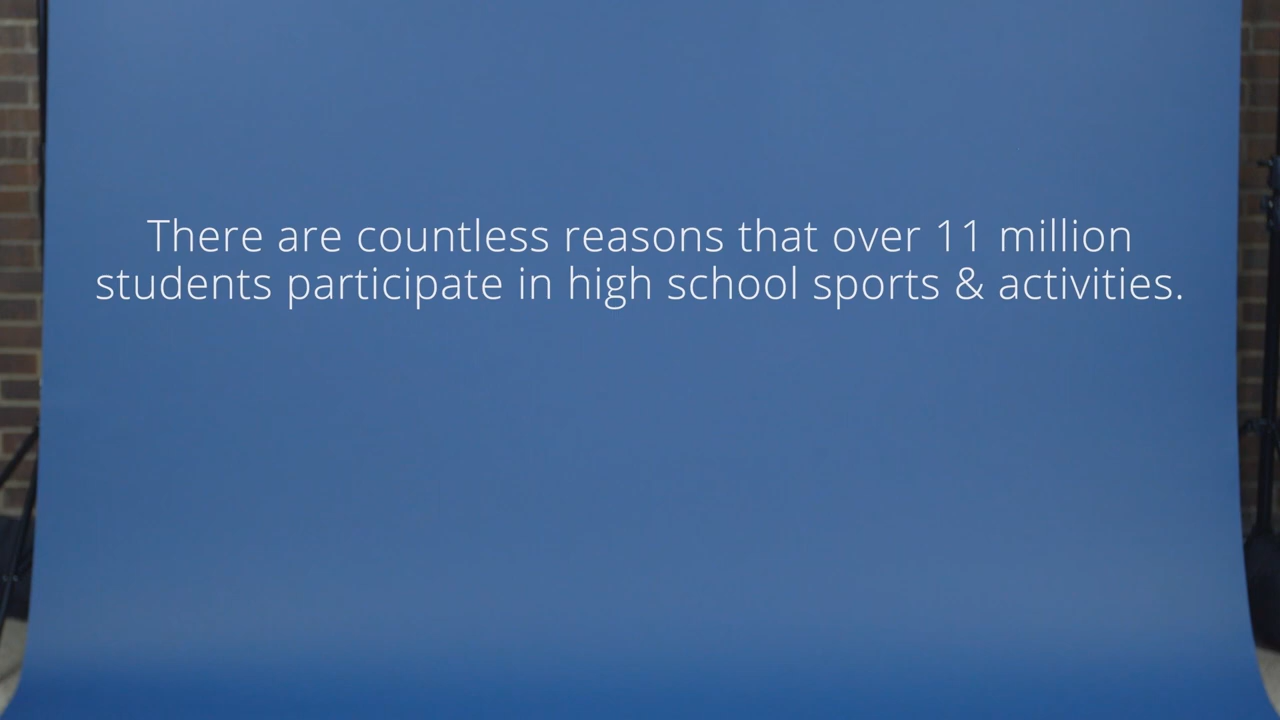 There are countless reasons that over 11 million
students participate in high school sports & activities.